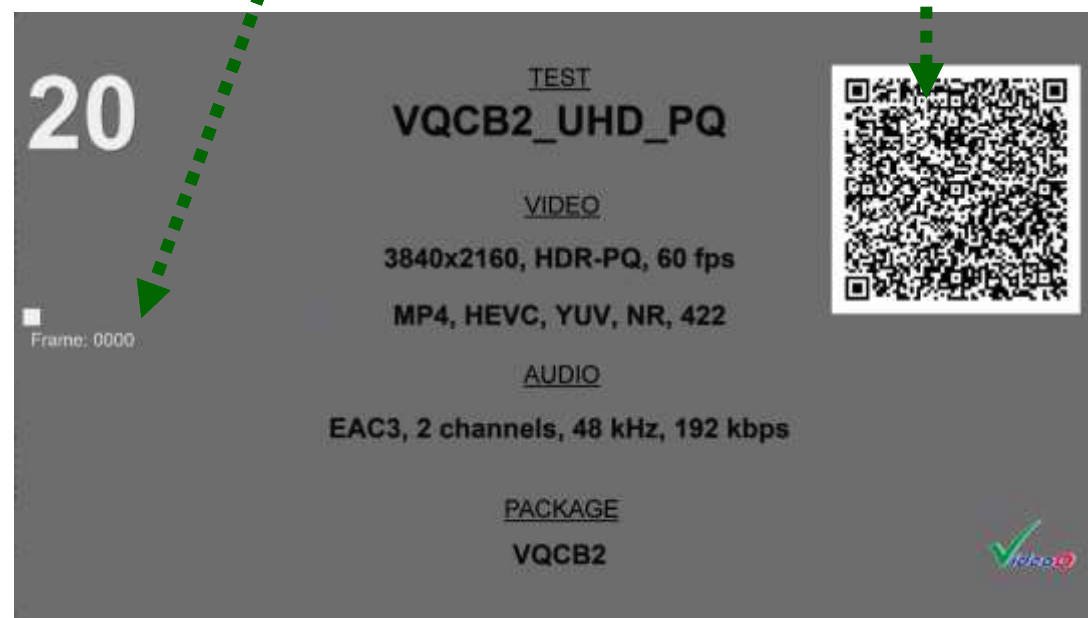 20
TEST
VQCB2_UHD_PQ
VIDEO
3840x2160, HDR-PQ, 60 fps
MP4, HEVC, YUV, NR, 422
Frame: 0000
AUDIO
EAC3, 2 channels, 48 kHz, 192 kbps
PACKAGE
VQCB2
VideoQ